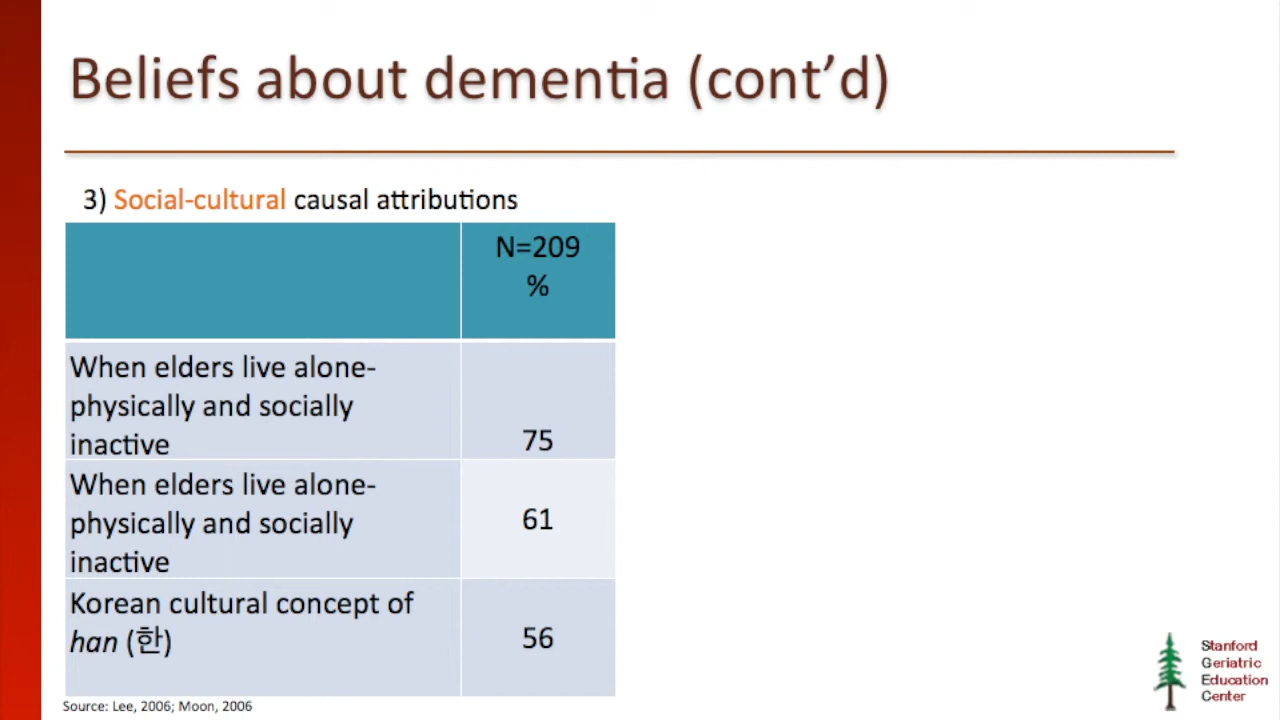 Beliefs about dementia (cont’d)
3) Social-cultural causal attributions
N=209
%
When elders live alone-
physically and socially
inactive
75
When elders live alone-
physically and socially
inactive
61
Korean cultural concept of
han (한)
56
Source: Lee, 2006; Moon, 2006
Stanford
Geriatric
Education
Center